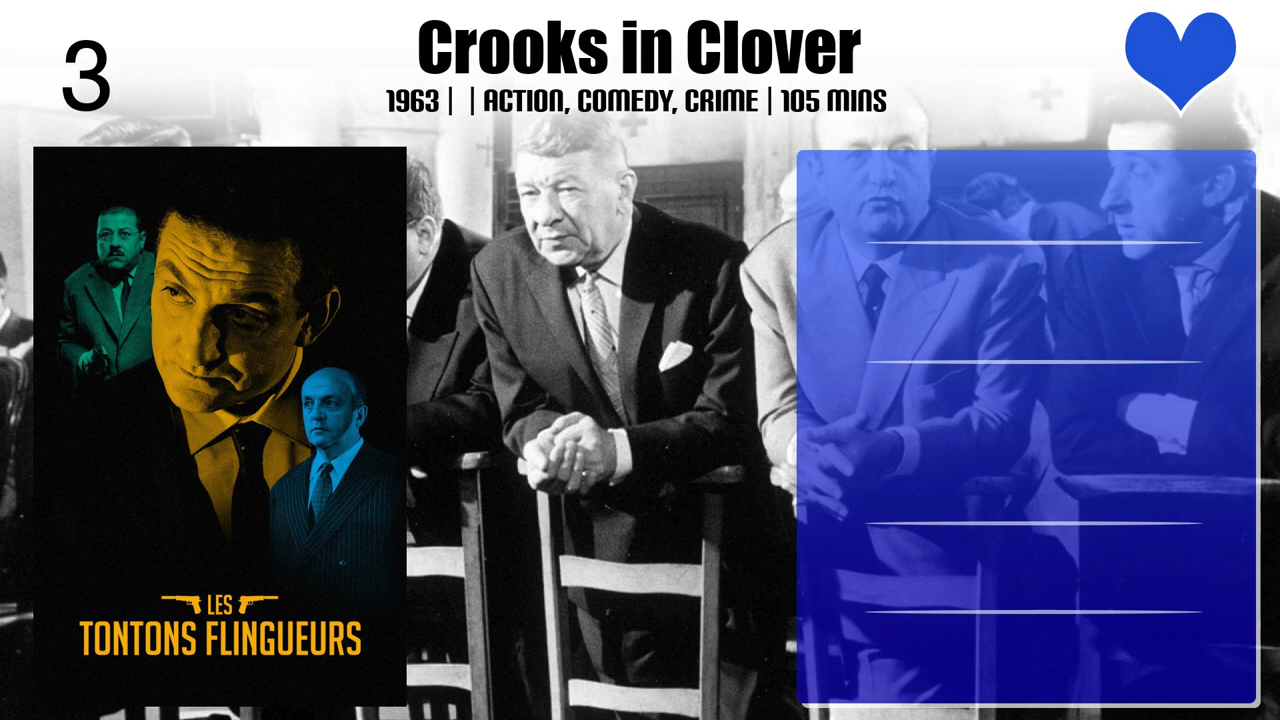 3
Crooks in Clover
1963 | | ACTION, COMEDY, CRIME | 105 MINS
LES
TONTONS FLINGUEURS